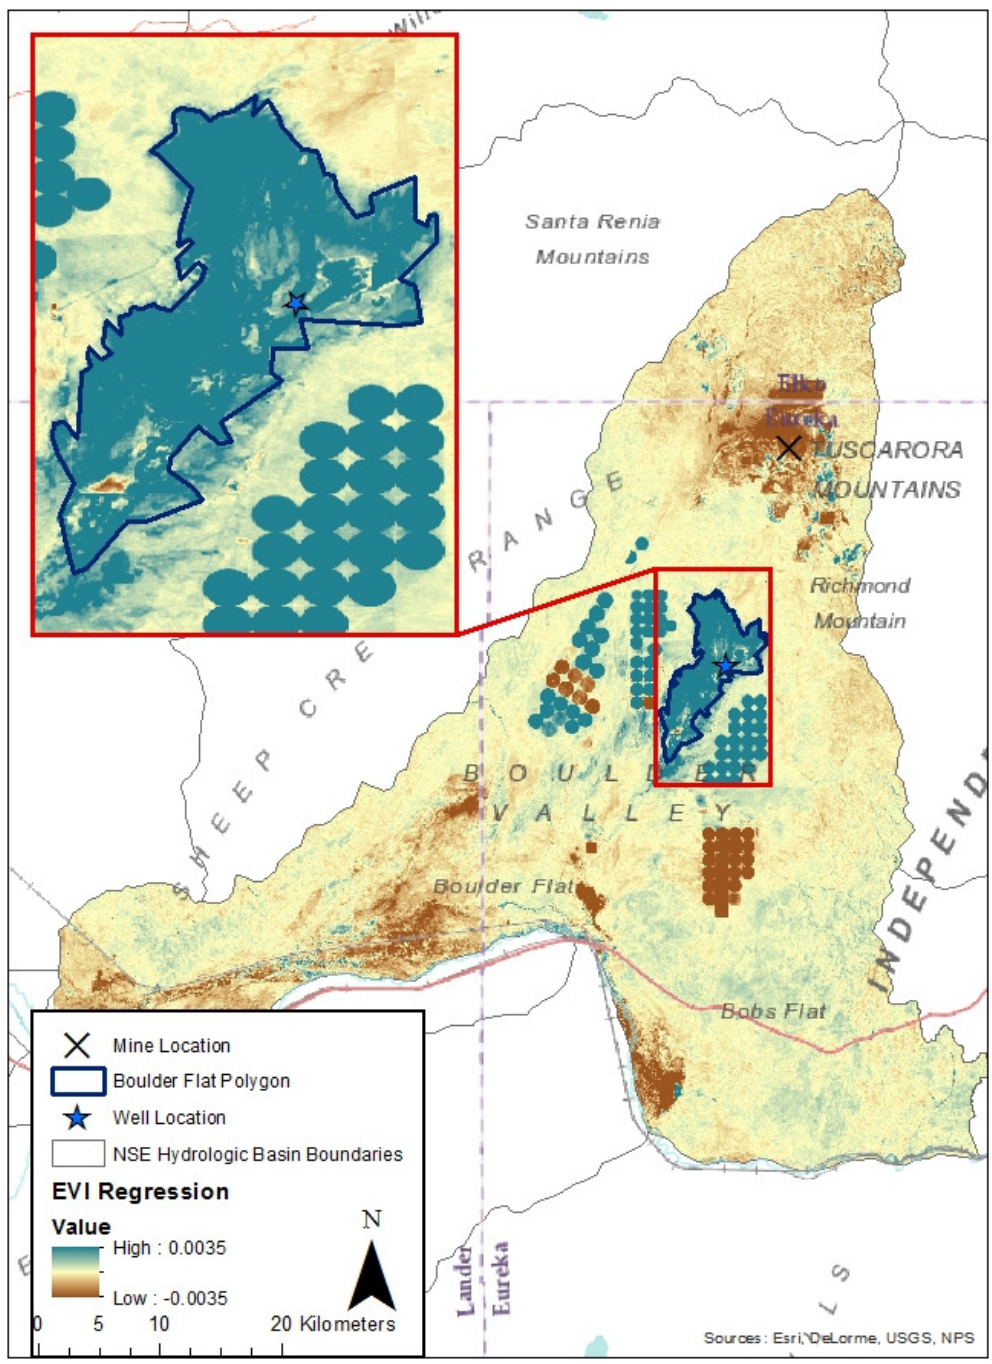 Santa Renia
Mountains
Elko
Eureka
TUSCARORA
MOUNTAINS
Richmond
Mountain
SHEEP CREEK RANGE
BOULDER
VALLEY
Boulder Flat
INDEPEND
Bobs Flat
Mine Location
Boulder Flat Polygon
Well Location
NSE Hydrologic Basin Boundaries
EVI Regression
Value
High : 0.0035
Low : -0.0035
N
0 5 10 20 Kilometers
Lander
Eureka
L S
Sources: Esri, DeLorme, USGS, NPS